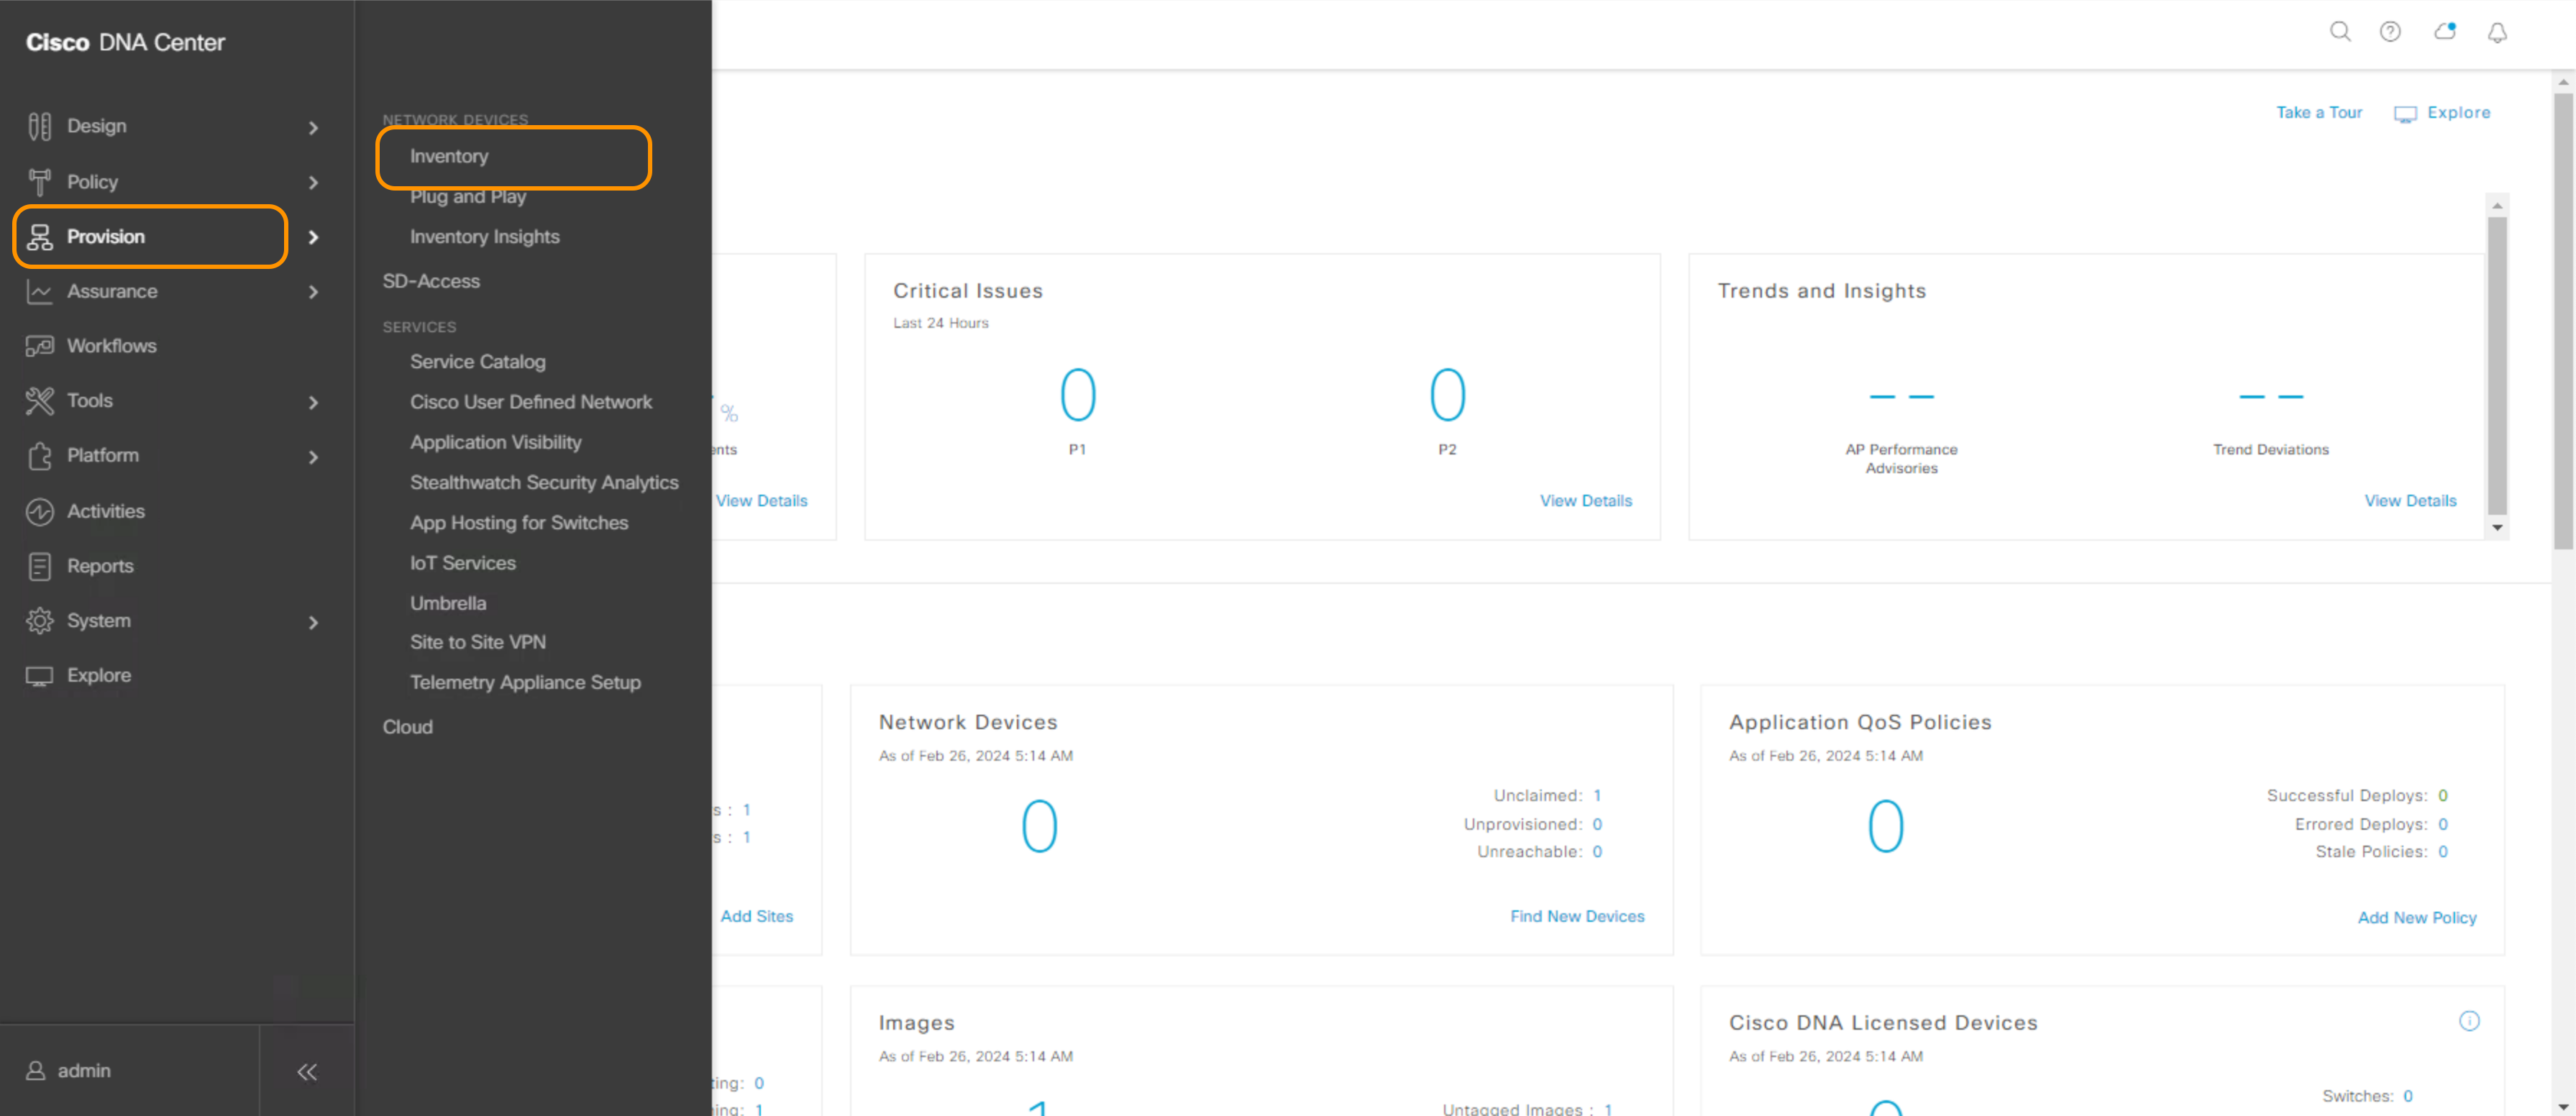 Cisco DNA Center
Design
Policy
Provision
Assurance
Workflows
Tools
Platform
Activities
Reports
System
Explore
admin
NETWORK DEVICES
Inventory
Plug and Play
Inventory Insights
SD-Access
SERVICES
Service Catalog
Cisco User Defined Network
Application Visibility
Stealthwatch Security Analytics
App Hosting for Switches
IoT Services
Umbrella
Site to Site VPN
Telemetry Appliance Setup
Cloud
Take a Tour
Explore
%
View Details
Critical Issues
Last 24 Hours
0
0
P1
P2
View Details
Trends and Insights
-- --
AP Performance
Advisories
Trend Deviations
View Details
s : 1
s : 1
Add Sites
Network Devices
As of Feb 26, 2024 5:14 AM
0
Unclaimed: 1
Unprovisioned: 0
Unreachable: 0
Find New Devices
Application QoS Policies
As of Feb 26, 2024 5:14 AM
0
Successful Deploys: 0
Errored Deploys: 0
Stale Policies: 0
Add New Policy
ting: 0
ing: 1
Images
As of Feb 26, 2024 5:14 AM
1
Untagged Images : 1
Cisco DNA Licensed Devices
As of Feb 26, 2024 5:14 AM
0
Switches: 0